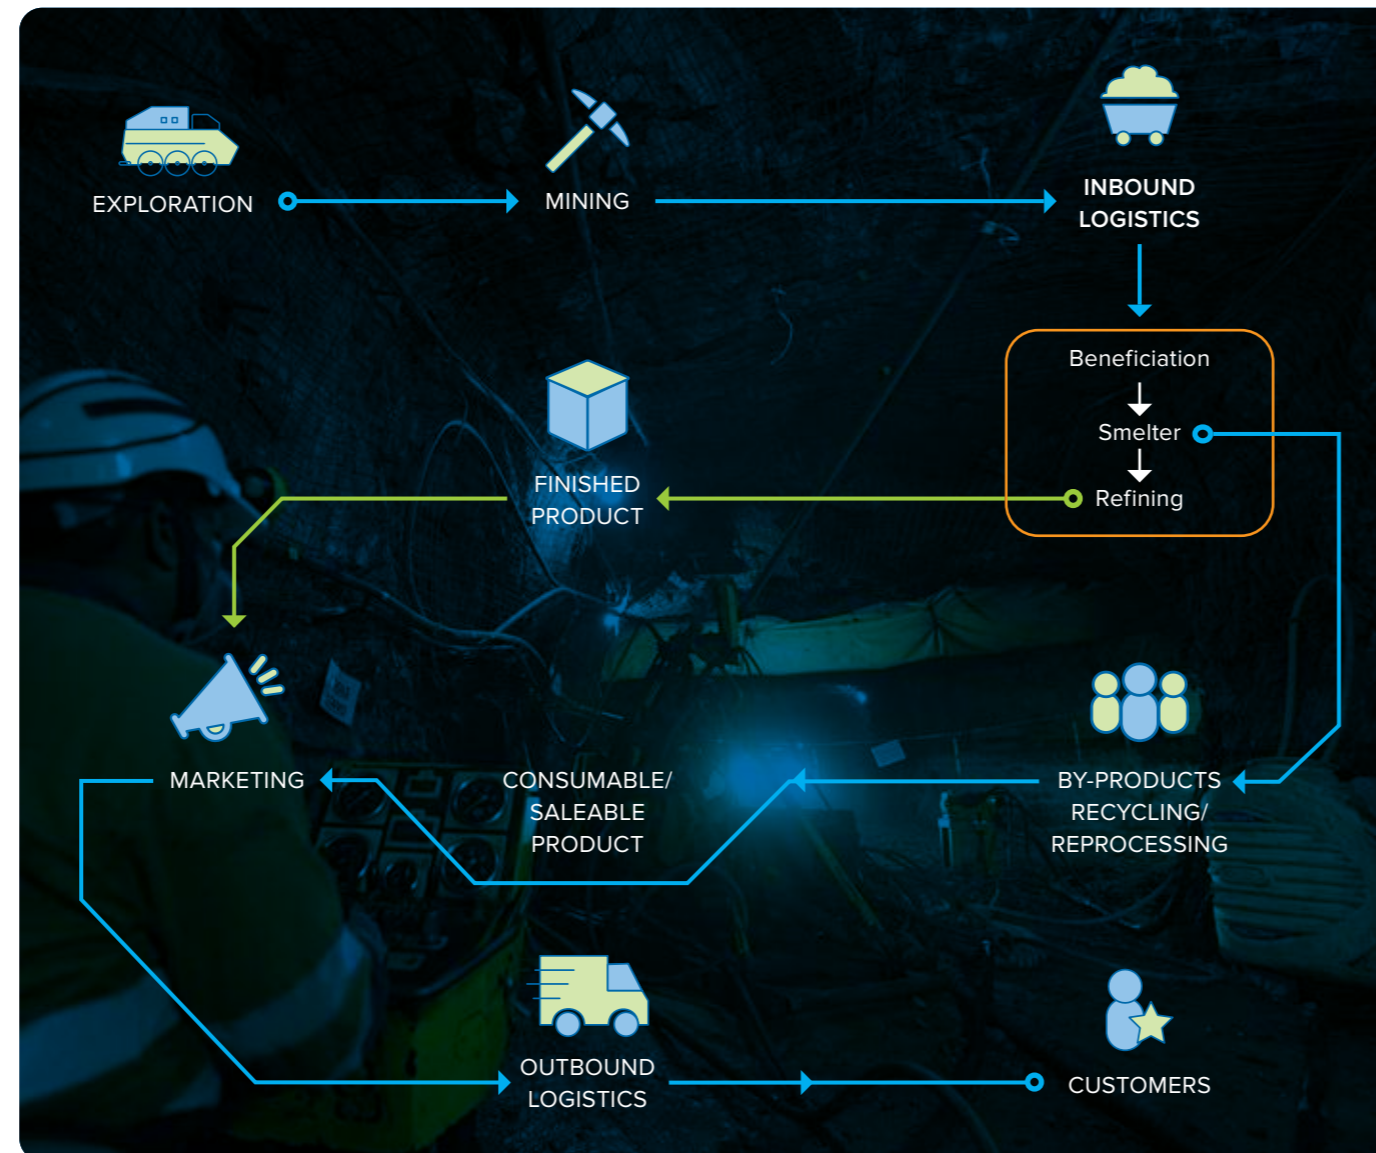 EXPLORATION
MINING
INBOUND
LOGISTICS
Beneficiation
Smelter
Refining
FINISHED
PRODUCT
MARKETING
CONSUMABLE/
SALEABLE
PRODUCT
BY-PRODUCTS
RECYCLING/
REPROCESSING
OUTBOUND
LOGISTICS
CUSTOMERS